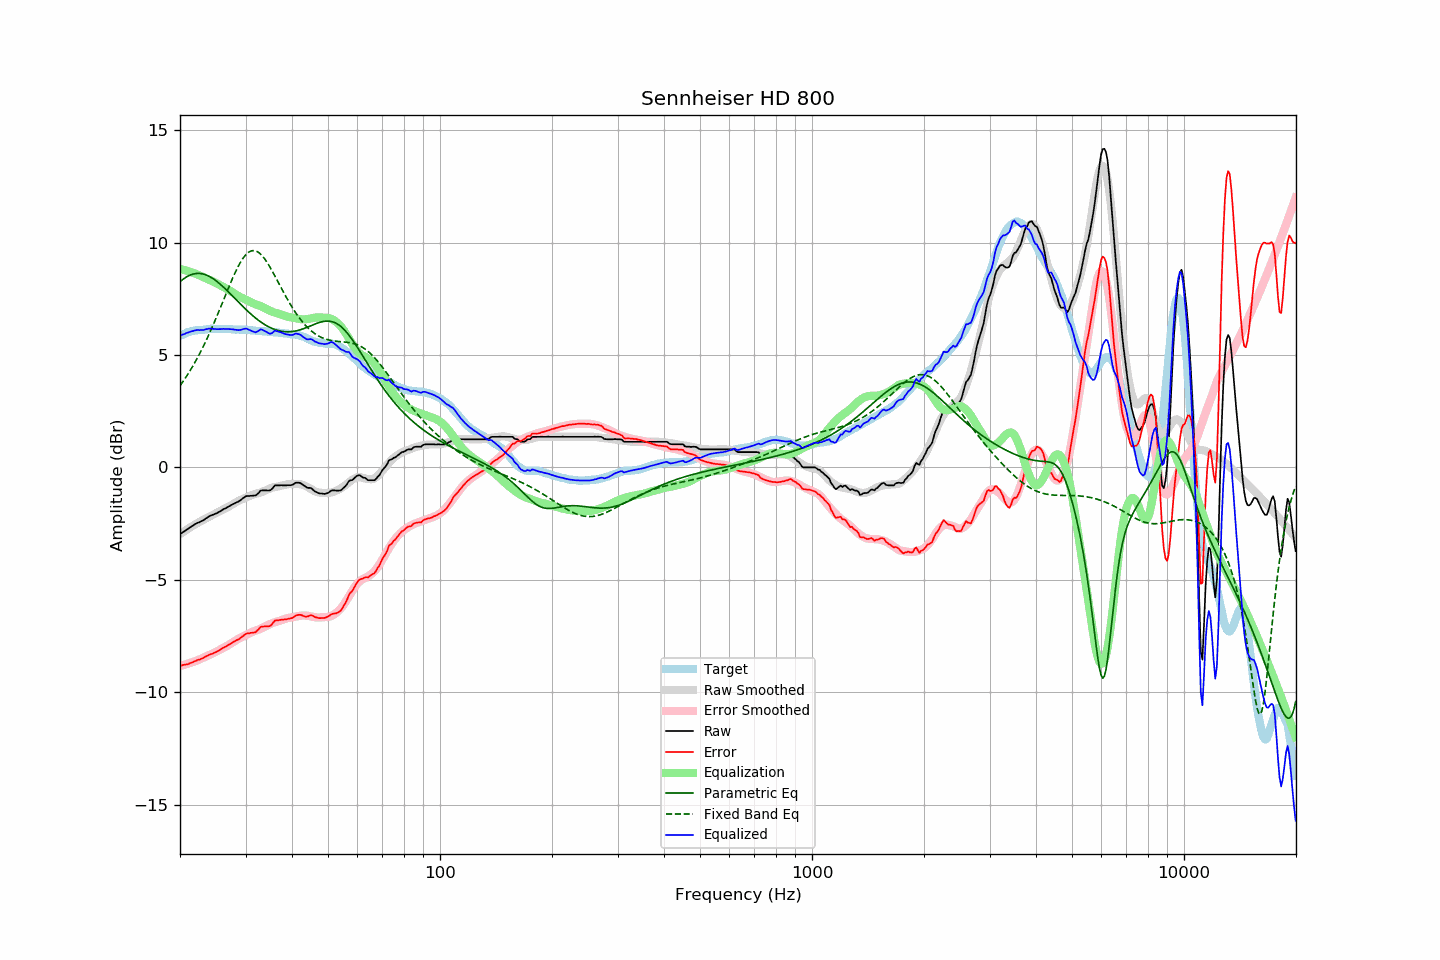 Sennheiser HD 800
15
10
5
0
−5
−10
−15
Amplitude (dBr)
100
1000
10000
Frequency (Hz)
Target
Raw Smoothed
Error Smoothed
Raw
Error
Equalization
Parametric Eq
Fixed Band Eq
Equalized